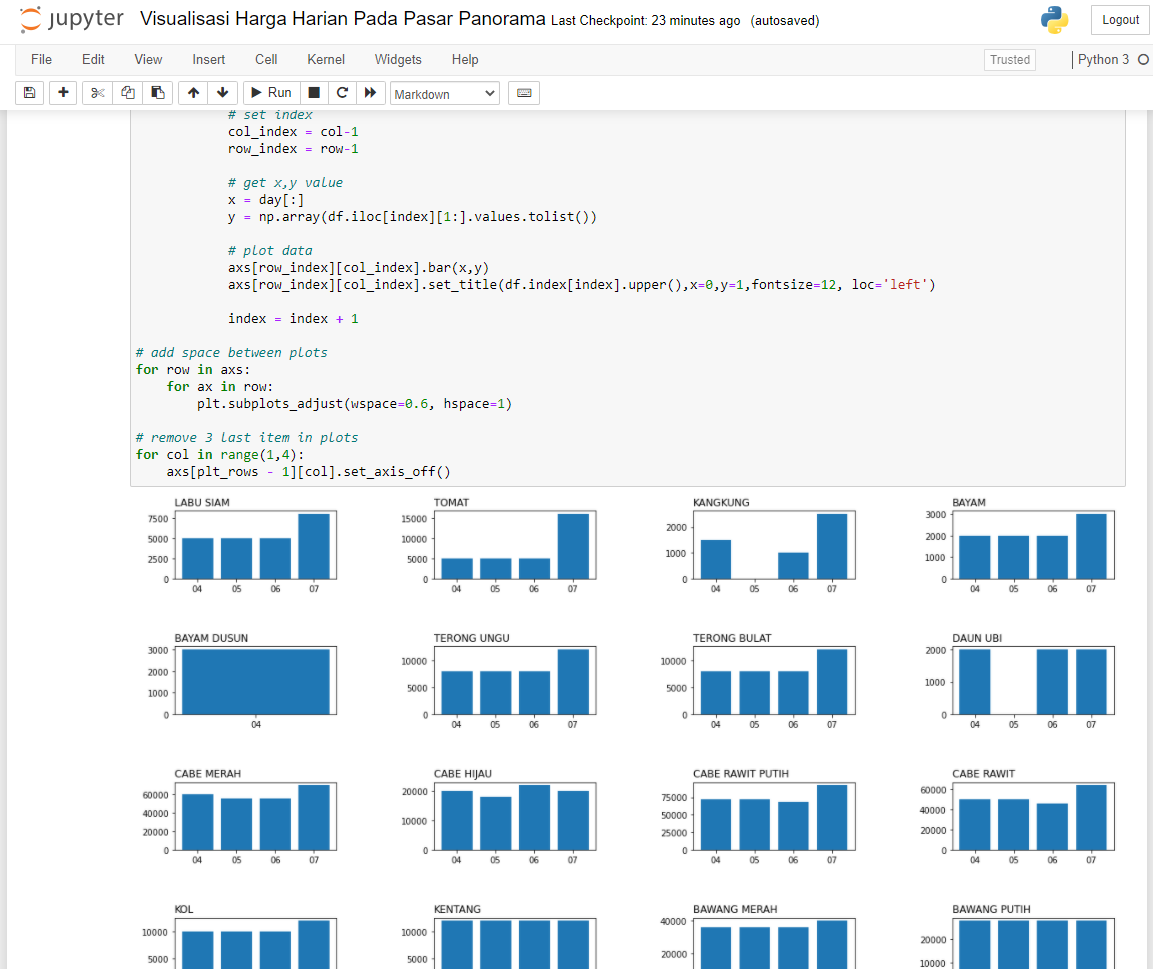 jupyter Visualisasi Harga Harian Pada Pasar Panorama Last Checkpoint: 23 minutes ago (autosaved) Logout
File Edit View Insert Cell Kernel Widgets Help Trusted Python 3
Run Markdown
# set index
col_index = col-1
row_index = row-1
# get x,y value
x = day[:]
y = np.array(df.iloc[index][1:].values.tolist())
# plot data
axs[row_index][col_index].bar(x,y)
axs[row_index][col_index].set_title(df.index[index].upper(),x=0,y=1,fontsize=12, loc='left')
index = index + 1
# add space between plots
for row in axs:
for ax in row:
plt.subplots_adjust(wspace=0.6, hspace=1)
# remove 3 last item in plots
for col in range(1,4):
axs[plt_rows - 1][col].set_axis_off()
LABU SIAM TOMAT KANGKUNG BAYAM
7500 5000 2500 0
15000 10000 5000 0
2000 1000 0
3000 2000 1000 0
04 05 06 07 04 05 06 07 04 05 06 07 04 05 06 07
BAYAM DUSUN TERONG UNGU TERONG BULAT DAUN UBI
3000 2000 1000 0
10000 5000 0
10000 5000 0
2000 1000 0
04 04 05 06 07 04 05 06 07 04 05 06 07
CABE MERAH CABE HIJAU CABE RAWIT PUTIH CABE RAWIT
60000 40000 20000 0
20000 10000 0
75000 50000 25000 0
60000 40000 20000 0
04 05 06 07 04 05 06 07 04 05 06 07 04 05 06 07
KOL KENTANG BAWANG MERAH BAWANG PUTIH
10000 5000
10000 5000
40000 20000
20000 10000